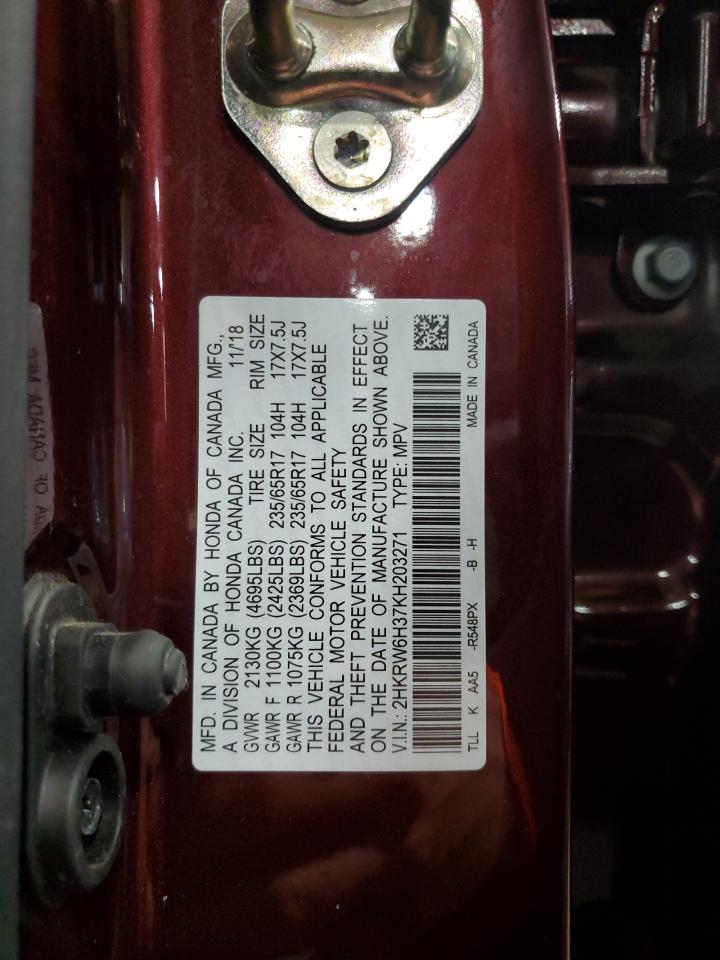 MFD. IN CANADA BY HONDA OF CANADA MFG.,
A DIVISION OF HONDA CANADA INC. 11/'18
GVWR 2130KG (4695LBS) TIRE SIZE RIM SIZE
GAWR F 1100KG (2425LBS) 235/65R17 104H 17X7.5J
GAWR R 1075KG (2369LBS) 235/65R17 104H 17X7.5J
THIS VEHICLE CONFORMS TO ALL APPLICABLE
FEDERAL MOTOR VEHICLE SAFETY
AND THEFT PREVENTION STANDARDS IN EFFECT
ON THE DATE OF MANUFACTURE SHOWN ABOVE.
V.I.N.: 2HKRW6H37KH203271 TYPE: MPV
TLL K AA5 -R548PX -B -H MADE IN CANADA